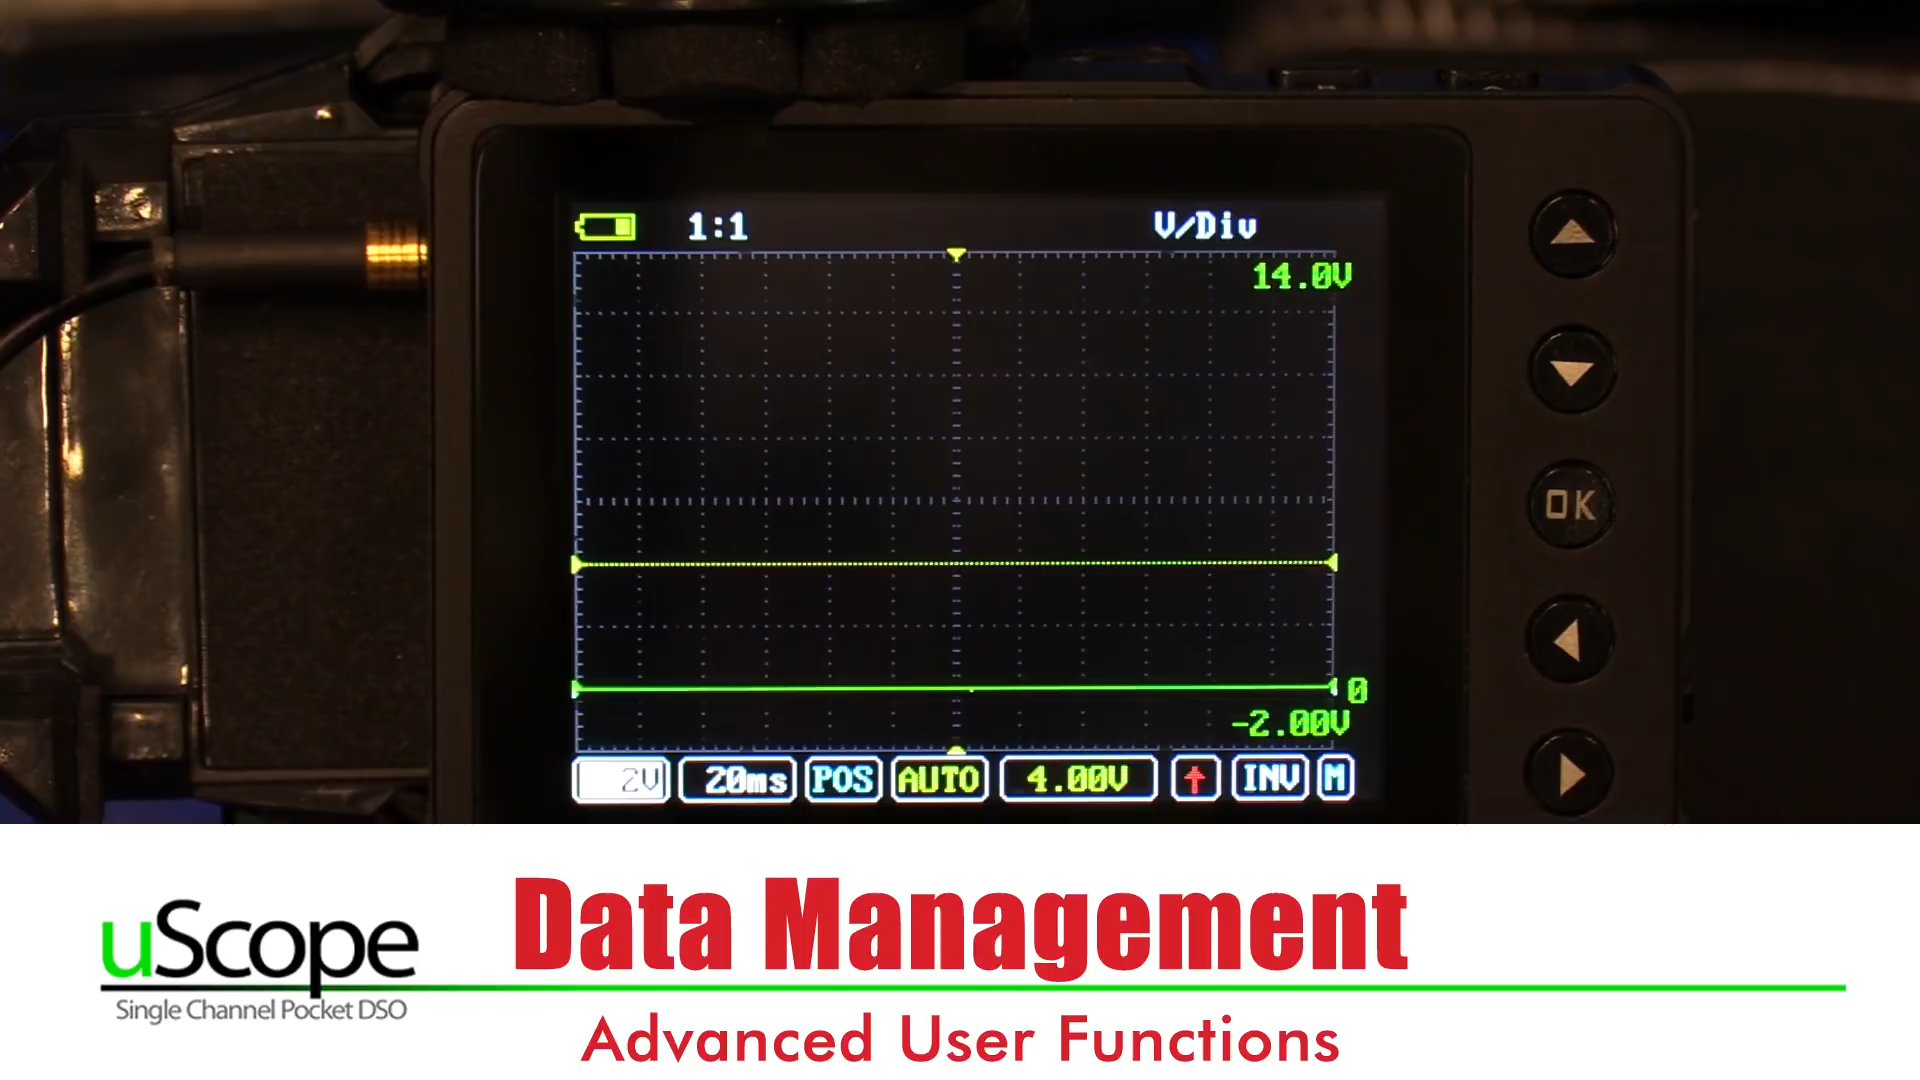 1:1 V/Div
14.0V
OK
0
-2.00V
2V 20ms POS AUTO 4.00V INV M
uScope
Single Channel Pocket DSO
Data Management
Advanced User Functions